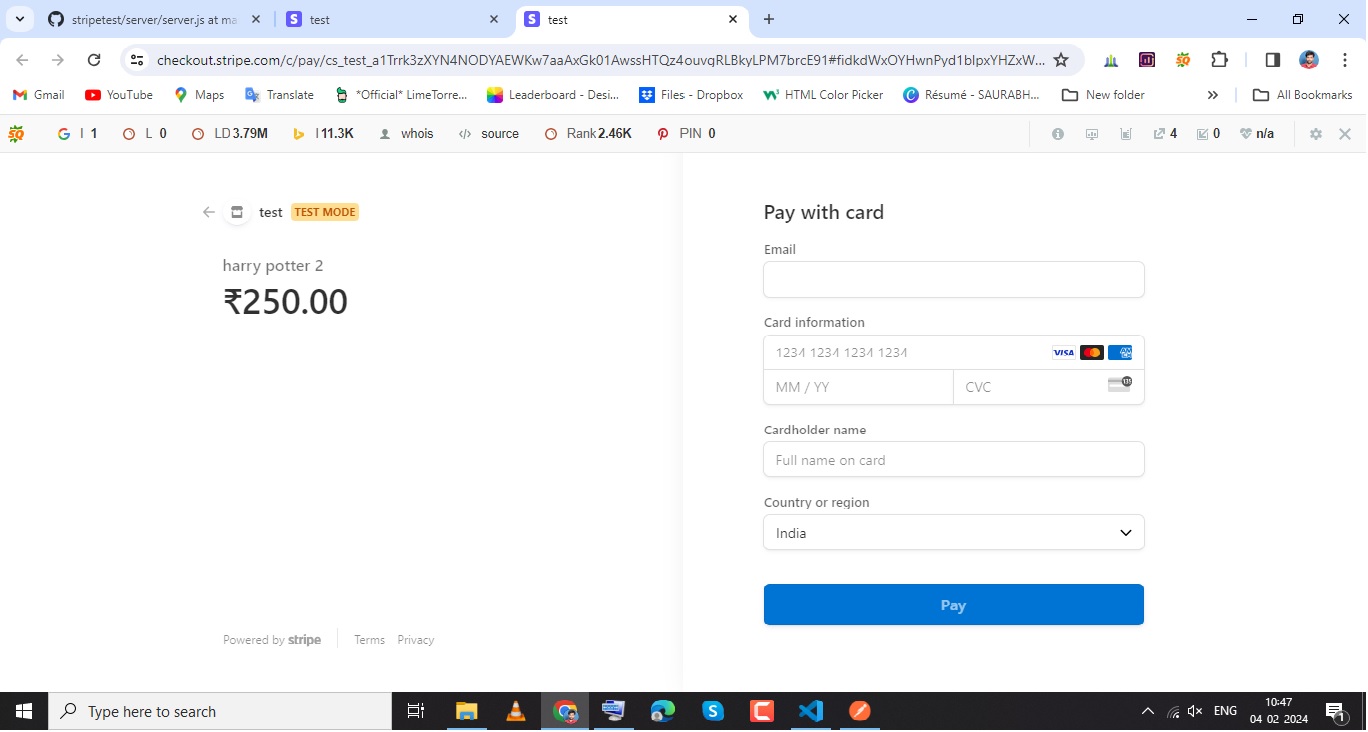 stripetest/server/server.js at ma
test
test
checkout.stripe.com/c/pay/cs_test_a1Trrk3zXYN4NODYAEWKw7aaAxGk01AwssHTQz4ouvqRLBkyLPM7brcE91#fidkdWxOYHwnPyd1blpxYHZxW...
Gmail YouTube Maps Translate *Official* LimeTorre... Leaderboard - Desi... Files - Dropbox HTML Color Picker Résumé - SAURABH... New folder » All Bookmarks
SQ I 1 L 0 LD 3.79M I 11.3K whois source Rank 2.46K PIN 0 4 0 n/a
test TEST MODE
harry potter 2
₹250.00
Powered by stripe Terms Privacy
Pay with card
Email
Card information
1234 1234 1234 1234 VISA
MM / YY CVC 135
Cardholder name
Full name on card
Country or region
India
Pay
Type here to search ENG 10:47
04-02-2024 1